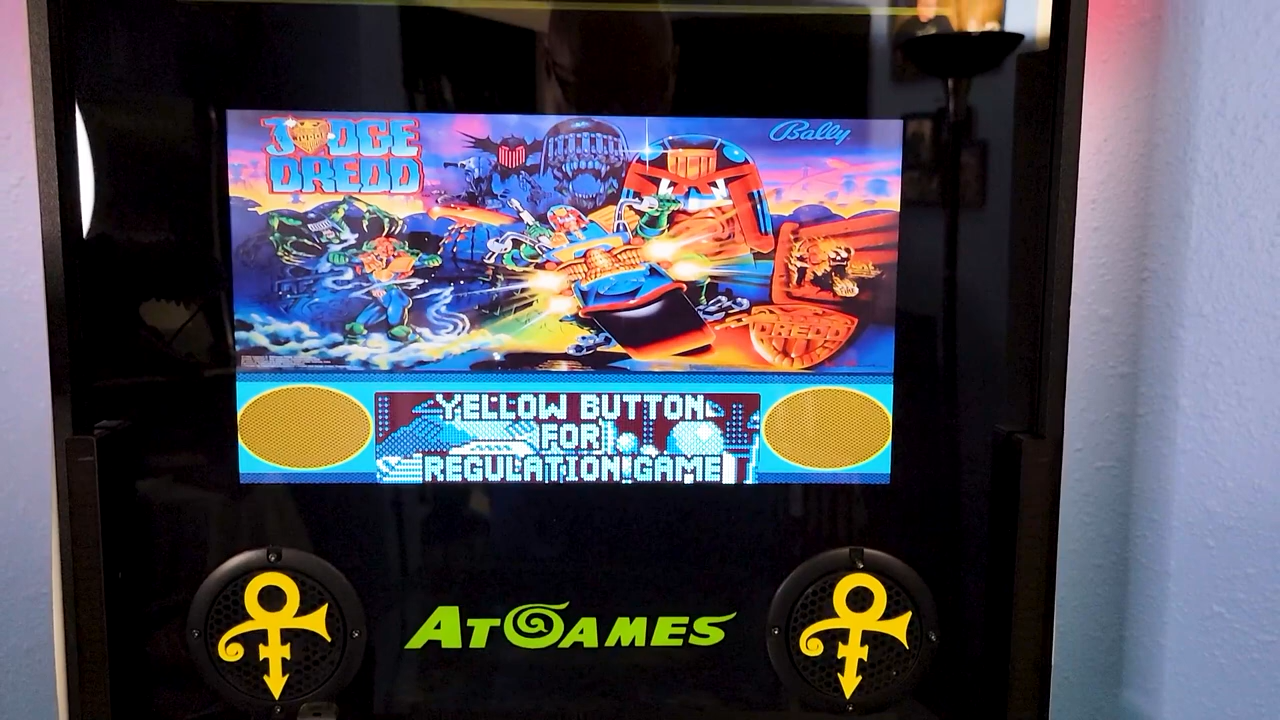 JUDGE
DREDD
Bally
DREDD
YELLOW BUTTON
FOR
REGULATION GAME
ATGAMES